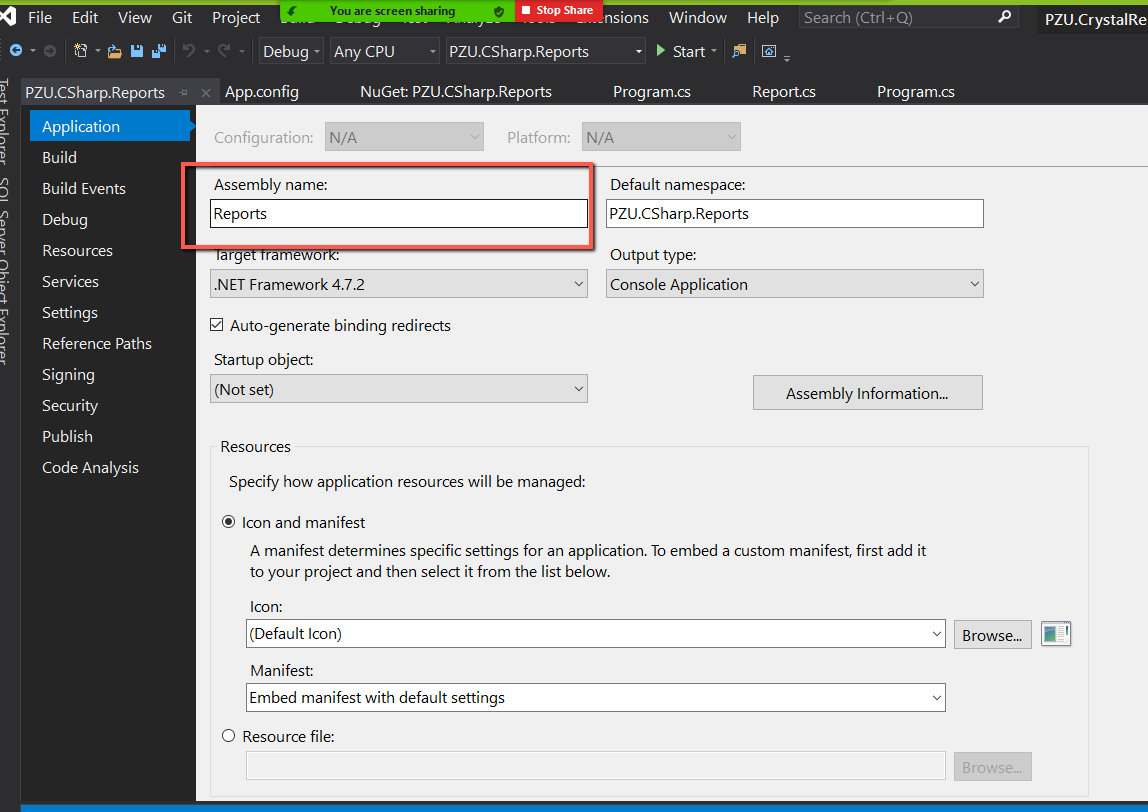 You are screen sharing
Stop Share
File Edit View Git Project Extensions Window Help Search (Ctrl+Q) PZU.CrystalRe
Debug Any CPU PZU.CSharp.Reports Start
PZU.CSharp.Reports App.config NuGet: PZU.CSharp.Reports Program.cs Report.cs Program.cs
Test Explorer
SQL Server Object Explorer
Application
Build
Build Events
Debug
Resources
Services
Settings
Reference Paths
Signing
Security
Publish
Code Analysis
Configuration: N/A Platform: N/A
Assembly name: Default namespace:
Reports PZU.CSharp.Reports
Target framework: Output type:
.NET Framework 4.7.2 Console Application
Auto-generate binding redirects
Startup object:
(Not set) Assembly Information...
Resources
Specify how application resources will be managed:
Icon and manifest
A manifest determines specific settings for an application. To embed a custom manifest, first add it
to your project and then select it from the list below.
Icon:
(Default Icon) Browse...
Manifest:
Embed manifest with default settings
Resource file:
Browse...